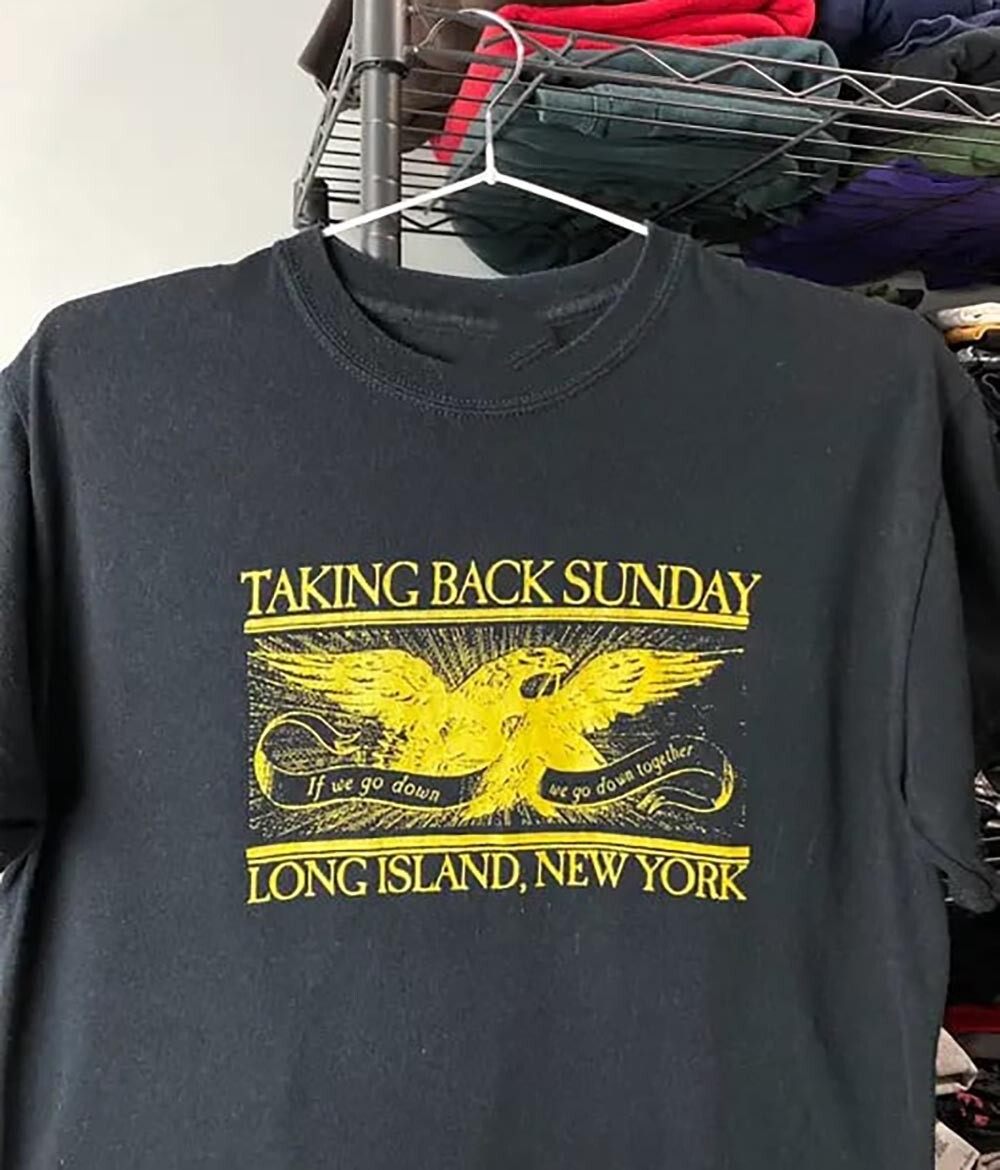 TAKING BACK SUNDAY
If we go down we go down together
LONG ISLAND, NEW YORK